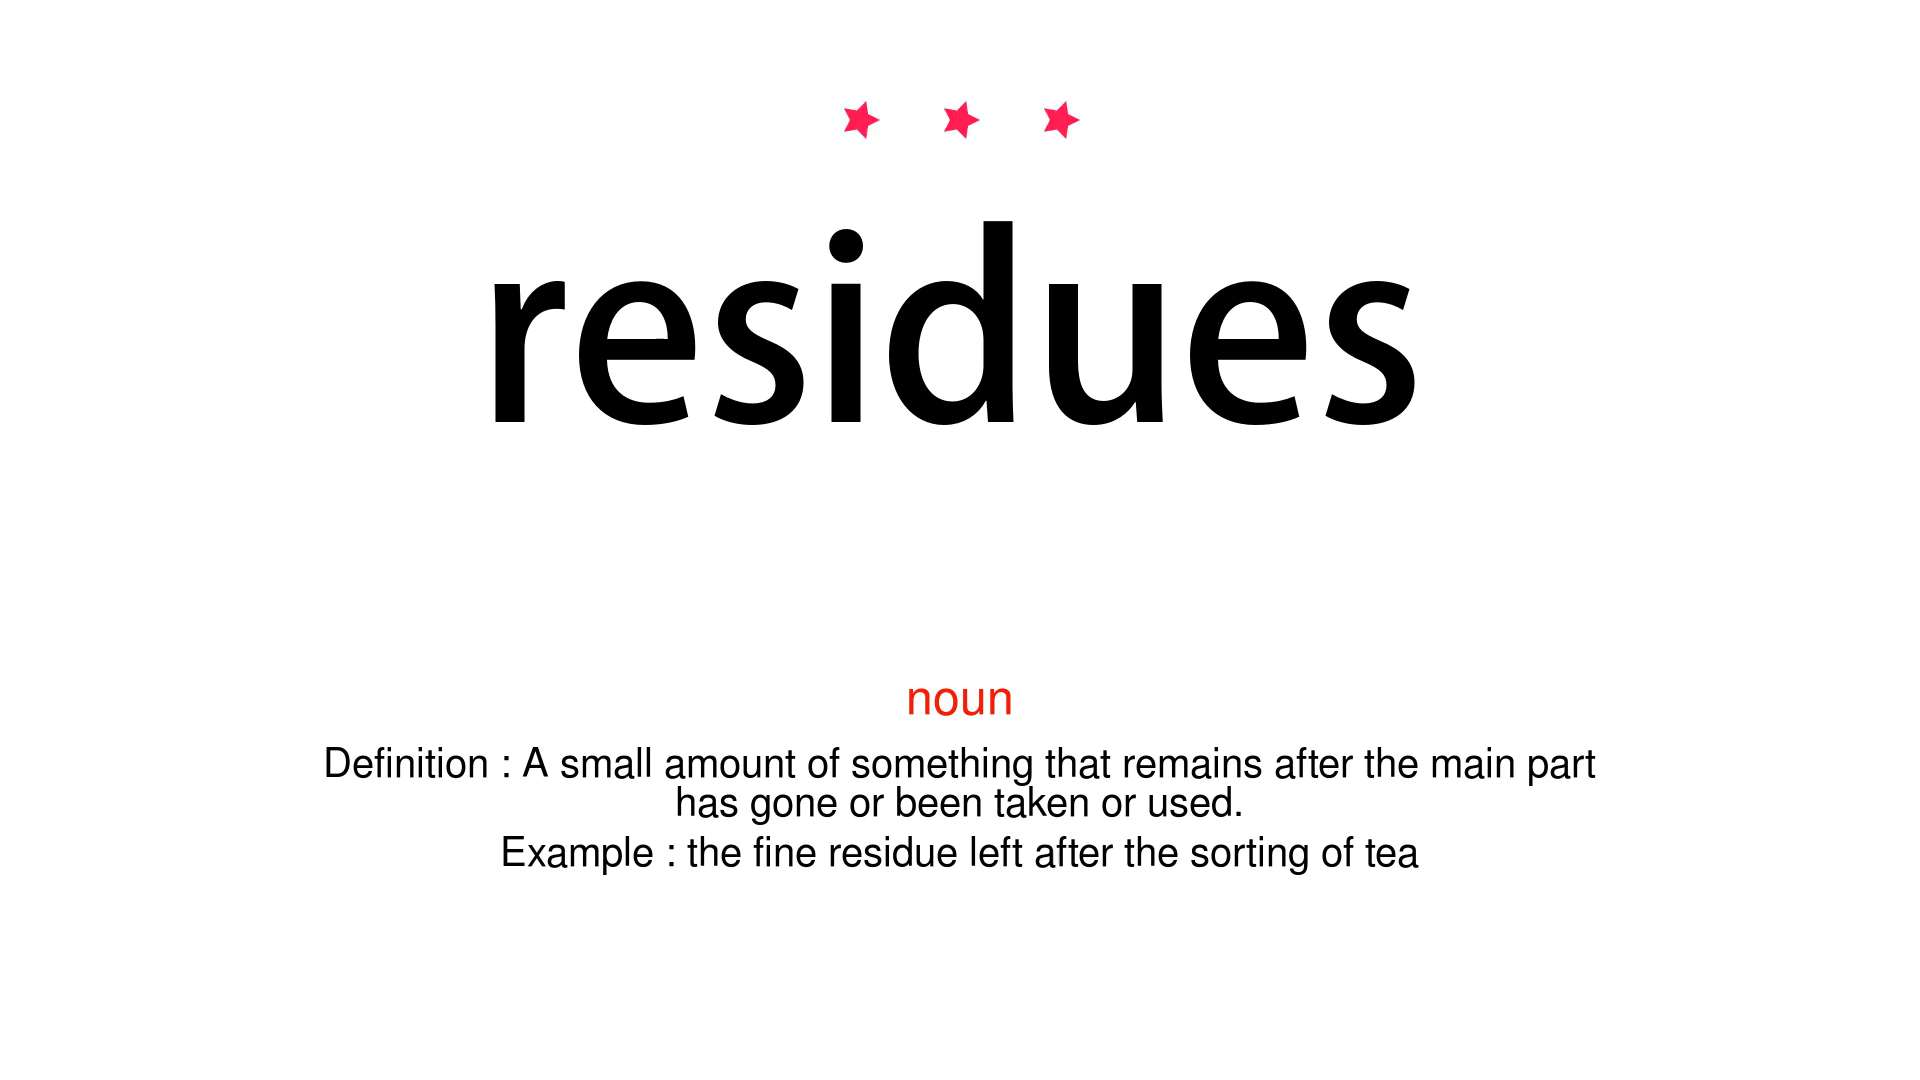 residues
noun
Definition : A small amount of something that remains after the main part
has gone or been taken or used.
Example : the fine residue left after the sorting of tea